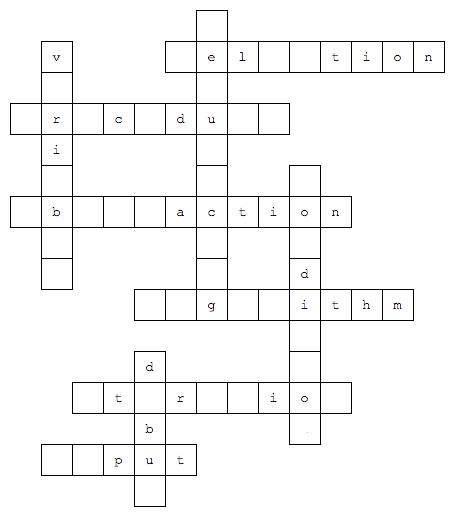 v e l t i o n
r c d u
i
b a c t i o n
d
g i t h m
d
t r i o
b
p u t